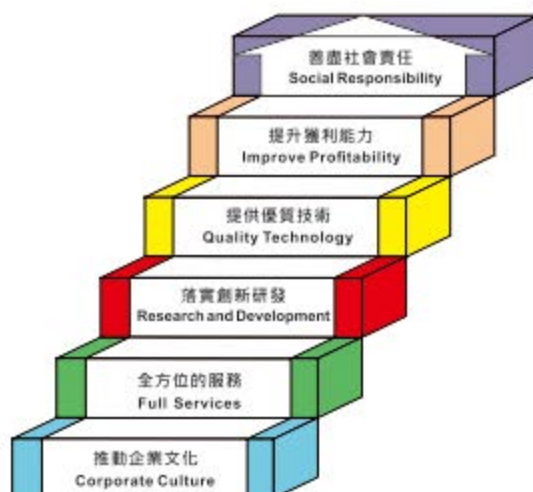 善盡社會責任
Social Responsibility
提升獲利能力
Improve Profitability
提供優質技術
Quality Technology
落實創新研發
Research and Development
全方位的服務
Full Services
推動企業文化
Corporate Culture